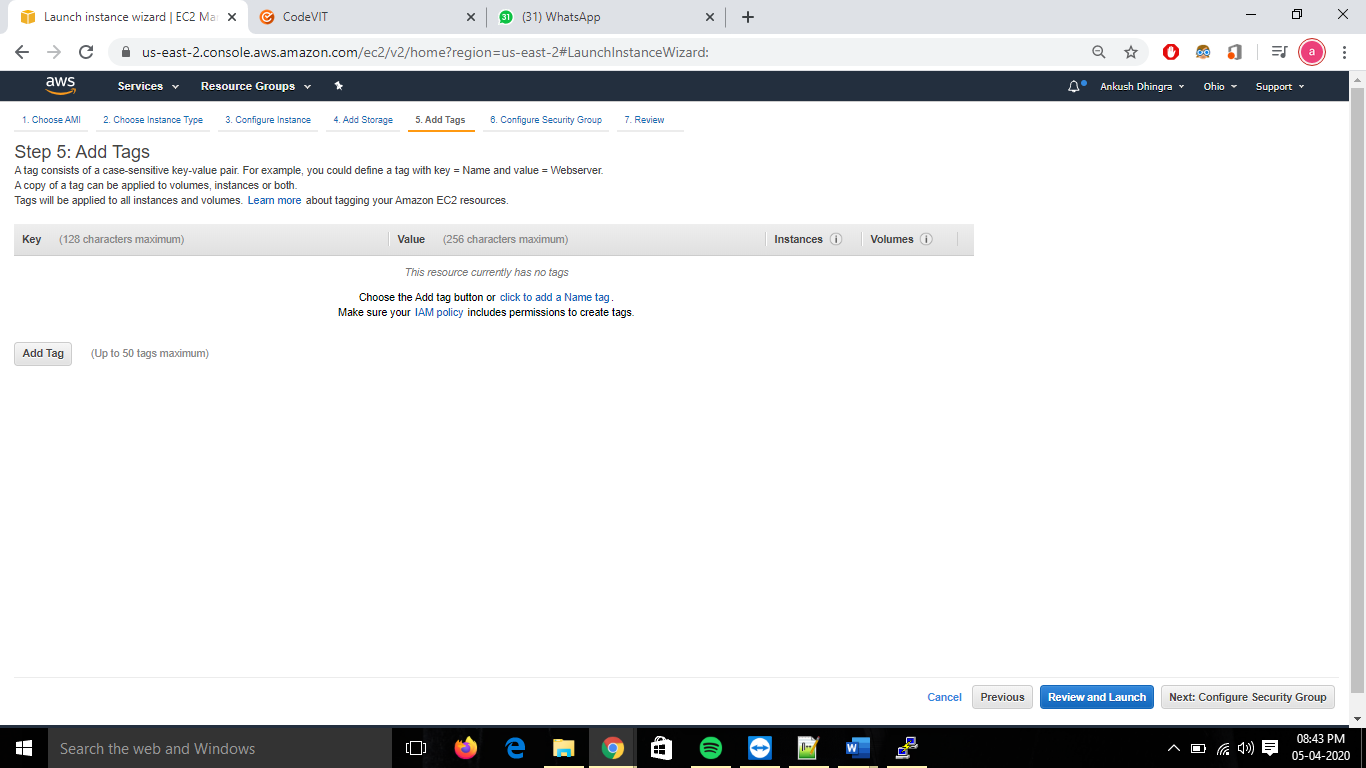 Launch instance wizard | EC2 Mar
CodeVIT
31
(31) WhatsApp
us-east-2.console.aws.amazon.com/ec2/v2/home?region=us-east-2#LaunchInstanceWizard:
a
aws
Services
Resource Groups
Ankush Dhingra
Ohio
Support
1. Choose AMI
2. Choose Instance Type
3. Configure Instance
4. Add Storage
5. Add Tags
6. Configure Security Group
7. Review
Step 5: Add Tags
A tag consists of a case-sensitive key-value pair. For example, you could define a tag with key = Name and value = Webserver.
A copy of a tag can be applied to volumes, instances or both.
Tags will be applied to all instances and volumes. Learn more about tagging your Amazon EC2 resources.
Key (128 characters maximum) Value (256 characters maximum) Instances i Volumes i
This resource currently has no tags
Choose the Add tag button or click to add a Name tag.
Make sure your IAM policy includes permissions to create tags.
Add Tag (Up to 50 tags maximum)
Cancel
Previous
Review and Launch
Next: Configure Security Group
Search the web and Windows
08:43 PM
05-04-2020